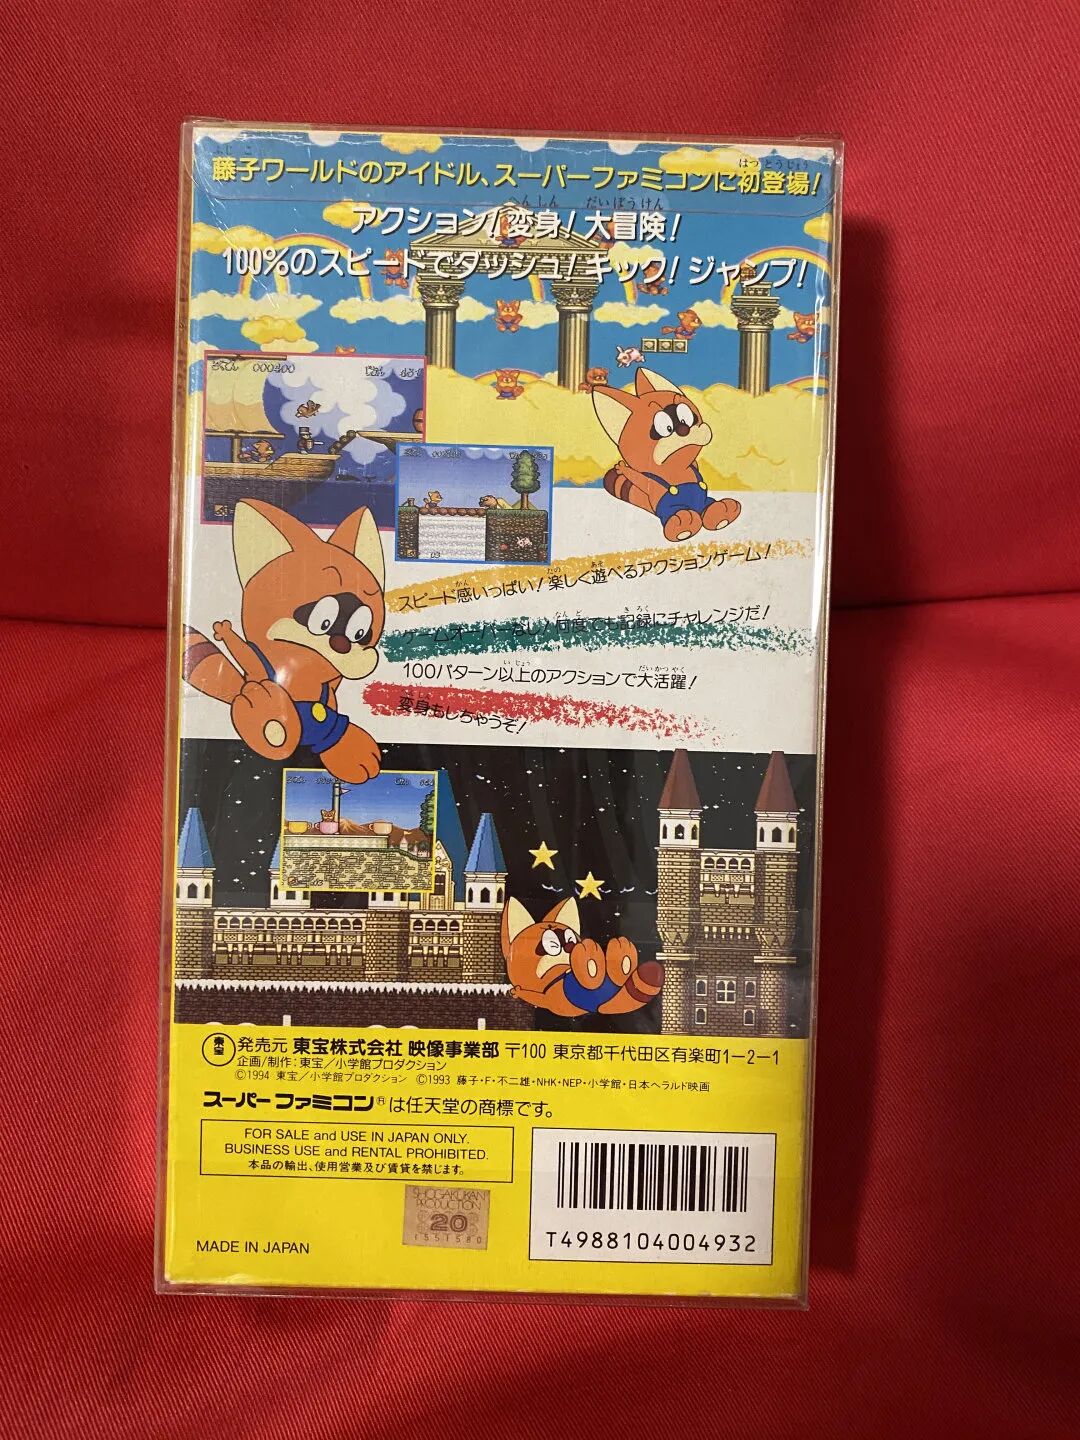 藤子ワールドのアイドル、スーパーファミコンに初登場!
アクション!変身!大冒険!
100%のスピードでダッシュ!キック!ジャンプ!
スピード感いっぱい!楽しく遊べるアクションゲーム!
ゲームオーバーなし!何度でも記録にチャレンジだ!
100パターン以上のアクションで大活躍!
変身もしちゃうぞ!
東宝
発売元 東宝株式会社 映像事業部 〒100 東京都千代田区有楽町1-2-1
企画/制作:東宝/小学館プロダクション
©1994 東宝/小学館プロダクション ©1993 藤子・F・不二雄・NHK・NEP・小学館・日本ヘラルド映画
スーパーファミコン®は任天堂の商標です。
FOR SALE and USE IN JAPAN ONLY.
BUSINESS USE and RENTAL PROHIBITED.
本品の輸出、使用営業及び賃貸を禁じます。
SHOGAKUKAN
PRODUCTION
20
1551580
T4988104004932
MADE IN JAPAN